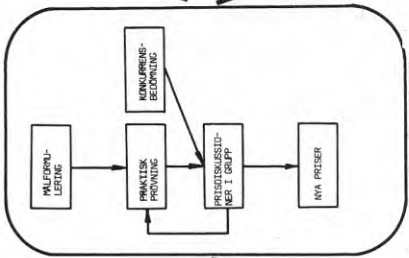 MÅLFORMU-
LERING
PRAKTISK
PRÖVNING
KONKURRENS-
BEDÖMNING
PRISDISKUSSIO-
NER I GRUPP
NYA PRISER